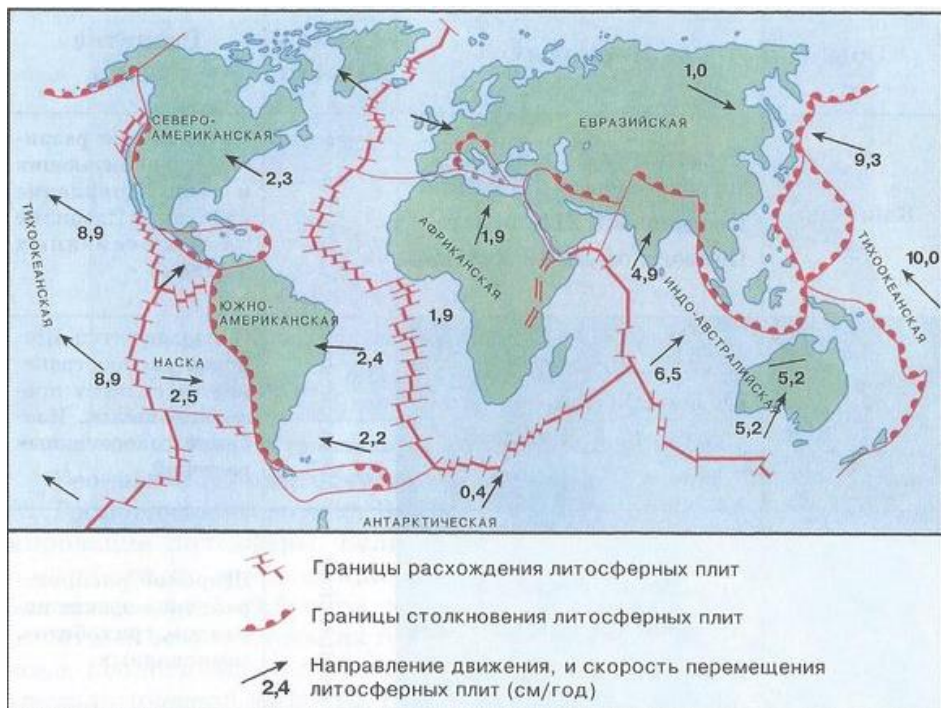 1,0
СЕВЕРО-
АМЕРИКАНСКАЯ
ЕВРАЗИЙСКАЯ
9,3
2,3
ТИХООКЕАНСКАЯ
8,9
АФРИКАНСКАЯ
1,9
4,9
ИНДО-АВСТРАЛИЙСКАЯ
ТИХООКЕАНСКАЯ
10,0
ЮЖНО-
АМЕРИКАНСКАЯ
1,9
8,9
НАСКА
2,5
2,4
6,5
5,2
5,2
2,2
0,4
АНТАРКТИЧЕСКАЯ
Границы расхождения литосферных плит
Границы столкновения литосферных плит
Направление движения, и скорость перемещения
2,4 литосферных плит (см/год)